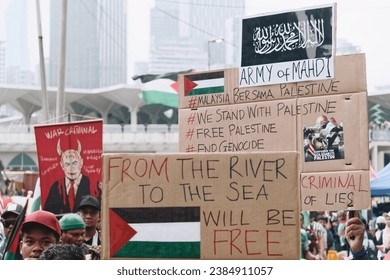 لا إله إلا الله محمد رسول الله
ARMY OF MAHDI
# MALAYSIA BERSAMA PALESTINE
# WE STAND WITH PALESTINE
# FREE PALESTINE
# END GENOCIDE
WAR CRIMINAL
CRIMINAL OF
LIES
FROM THE RIVER
TO THE SEA
WILL BE
FREE